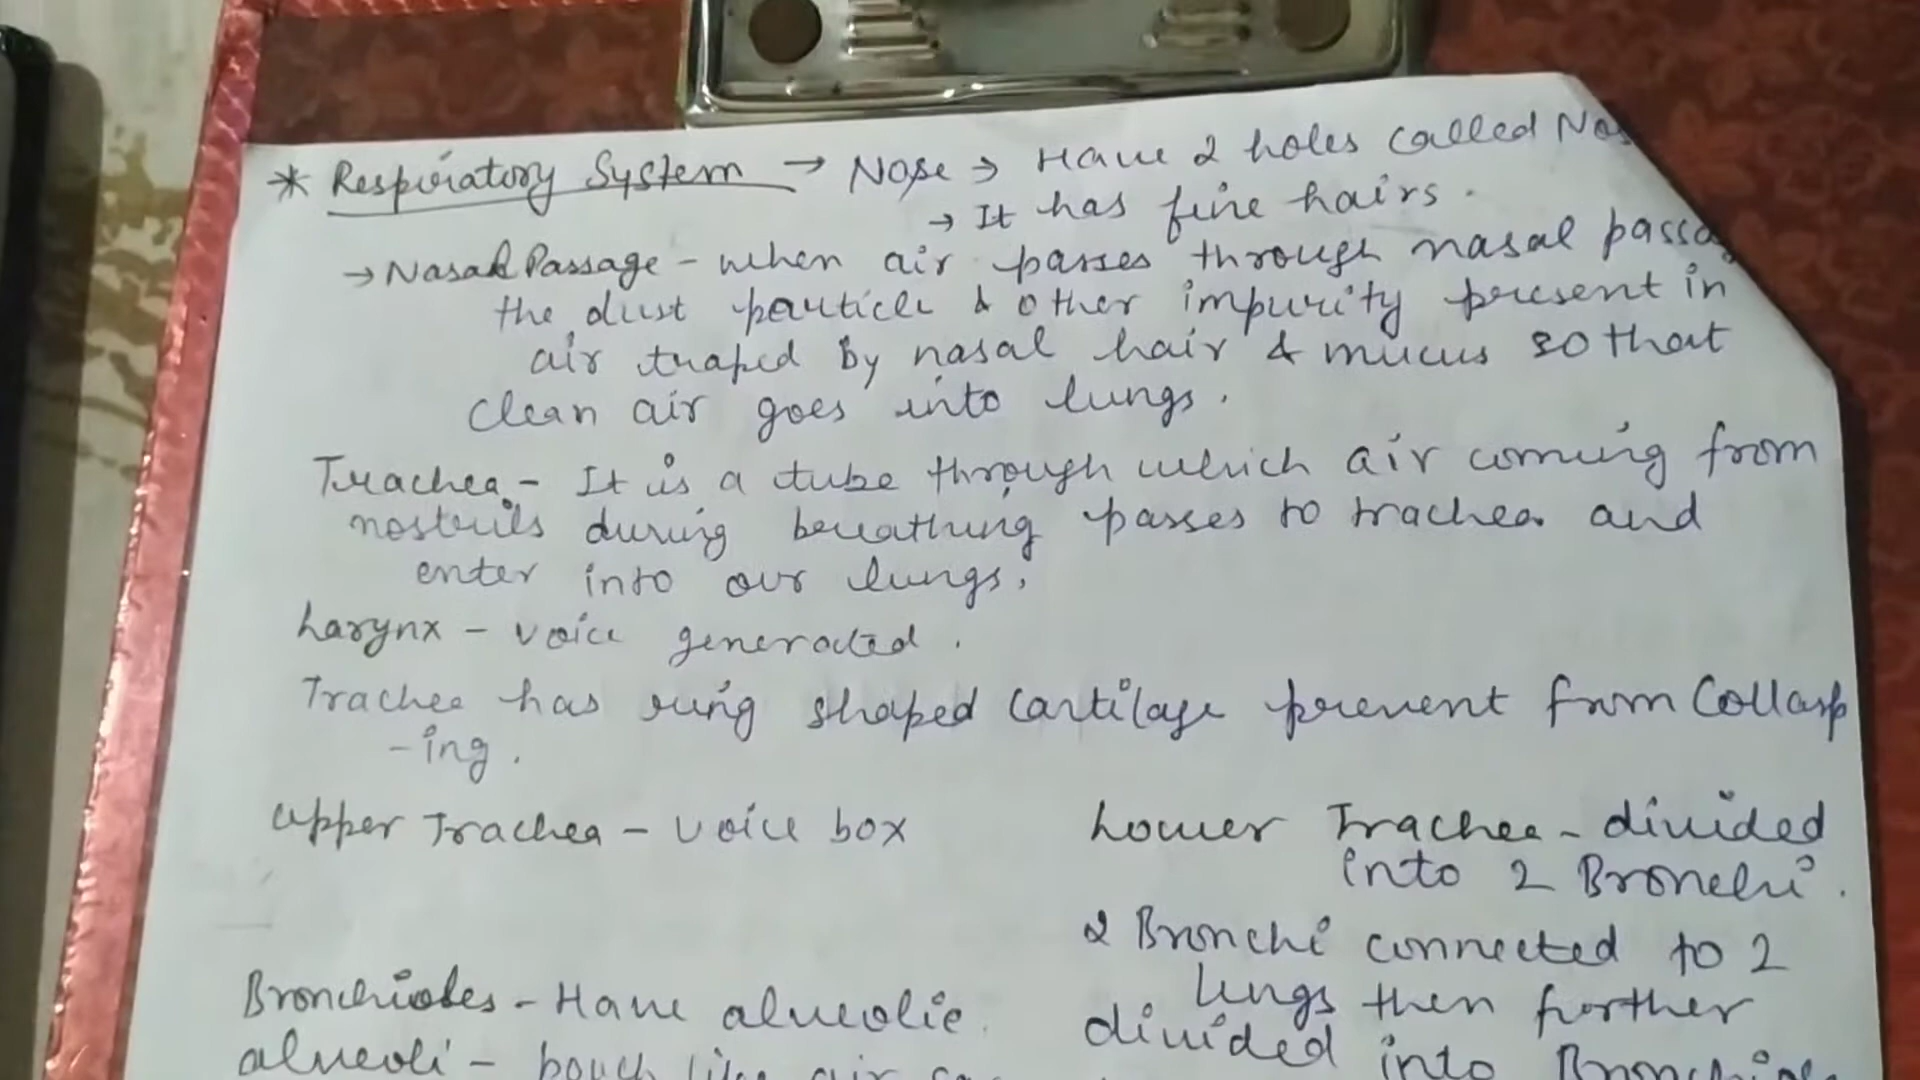 * Respiratory System → Nose → Have 2 holes called
→ It has fine hairs.
→ Nasal Passage - when air passes through nasal
the dust particle & other impurity present in
air traped by nasal hair & mucus so that
clean air goes into lungs.
Trachea - It is a tube through which air coming from
nostrils during breathing passes to trachea and
enter into our lungs.
Larynx - voice generated.
Trachea has ring shaped cartilage prevent from Collasp
-ing.
Upper Trachea - voice box
Lower Trachea - divided
into 2 Bronchi.
2 Bronchi connected to 2
lungs then further
divided into
Bronchioles - Have alveolie.
alveoli - like air